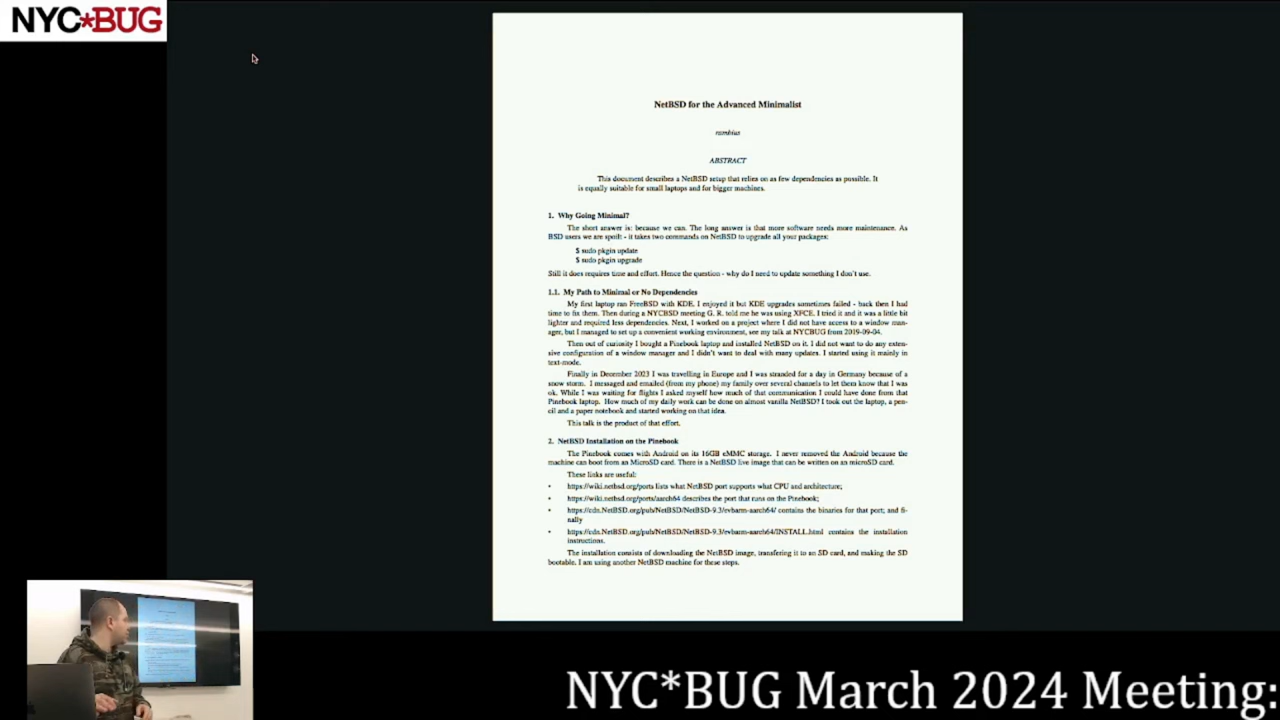 NYC*BUG
NetBSD for the Advanced Minimalist
rambius
ABSTRACT
This document describes a NetBSD setup that relies on as few dependencies as possible. It
is equally suitable for small laptops and for bigger machines.
1. Why Going Minimal?
The short answer is: because we can. The long answer is that more software needs more maintenance. As
BSD users we are spoilt - it takes two commands on NetBSD to upgrade all your packages:
$ sudo pkgin update
$ sudo pkgin upgrade
Still it does requires time and effort. Hence the question - why do I need to update something I don't use.
1.1. My Path to Minimal or No Dependencies
My first laptop ran FreeBSD with KDE. I enjoyed it but KDE upgrades sometimes failed - back then I had
time to fix them. Then during a NYCBSD meeting G. R. told me he was using XFCE. I tried it and it was a little bit
lighter and required less dependencies. Next, I worked on a project where I did not have access to a window man-
ager, but I managed to set up a convenient working environment, see my talk at NYCBUG from 2019-09-04.
Then out of curiosity I bought a Pinebook laptop and installed NetBSD on it. I did not want to do any exten-
sive configuration of a window manager and I didn't want to deal with many updates. I started using it mainly in
text-mode.
Finally in December 2023 I was travelling in Europe and I was stranded for a day in Germany because of a
snow storm. I messaged and emailed (from my phone) my family over several channels to let them know that I was
ok. While I was waiting for flights I asked myself how much of that communication I could have done from that
Pinebook laptop. How much of my daily work can be done on almost vanilla NetBSD? I took out the laptop, a pen-
cil and a paper notebook and started working on that idea.
This talk is the product of that effort.
2. NetBSD Installation on the Pinebook
The Pinebook comes with Android on its 16GB eMMC storage. I never removed the Android because the
machine can boot from an MicroSD card. There is a NetBSD live image that can be written on an microSD card.
These links are useful:
• https://wiki.netbsd.org/ports lists what NetBSD port supports what CPU and architecture;
• https://wiki.netbsd.org/ports/aarch64 describes the port that runs on the Pinebook;
• https://cdn.NetBSD.org/pub/NetBSD/NetBSD-9.3/evbarm-aarch64/ contains the binaries for that port; and fi-
nally
• https://cdn.NetBSD.org/pub/NetBSD/NetBSD-9.3/evbarm-aarch64/INSTALL.html contains the installation
instructions.
The installation consists of downloading the NetBSD image, transfering it to an SD card, and making the SD
bootable. I am using another NetBSD machine for these steps.
NYC*BUG March 2024 Meeting: